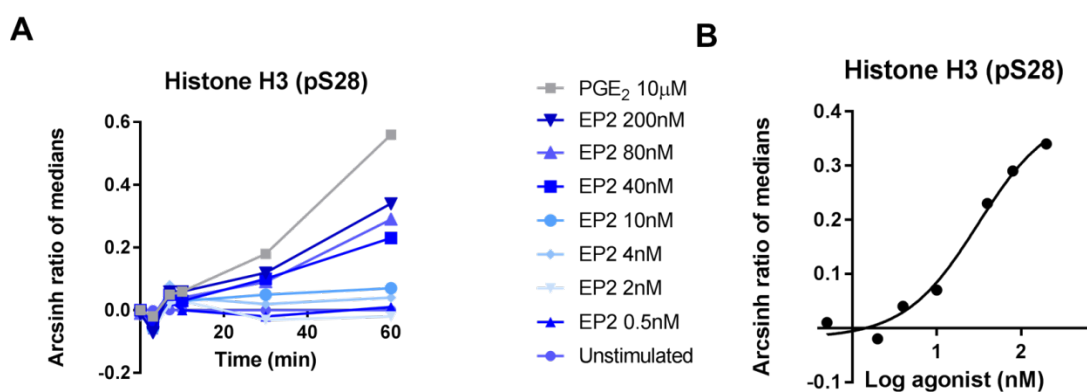 A
Histone H3 (pS28)
Arcsinh ratio of medians
0.6
0.4
0.2
0.0
-0.2
20
40
60
Time (min)
PGE₂ 10μM
EP2 200nM
EP2 80nM
EP2 40nM
EP2 10nM
EP2 4nM
EP2 2nM
EP2 0.5nM
Unstimulated
B
Histone H3 (pS28)
Arcsinh ratio of medians
0.4
0.3
0.2
0.1
-0.1
1
2
Log agonist (nM)